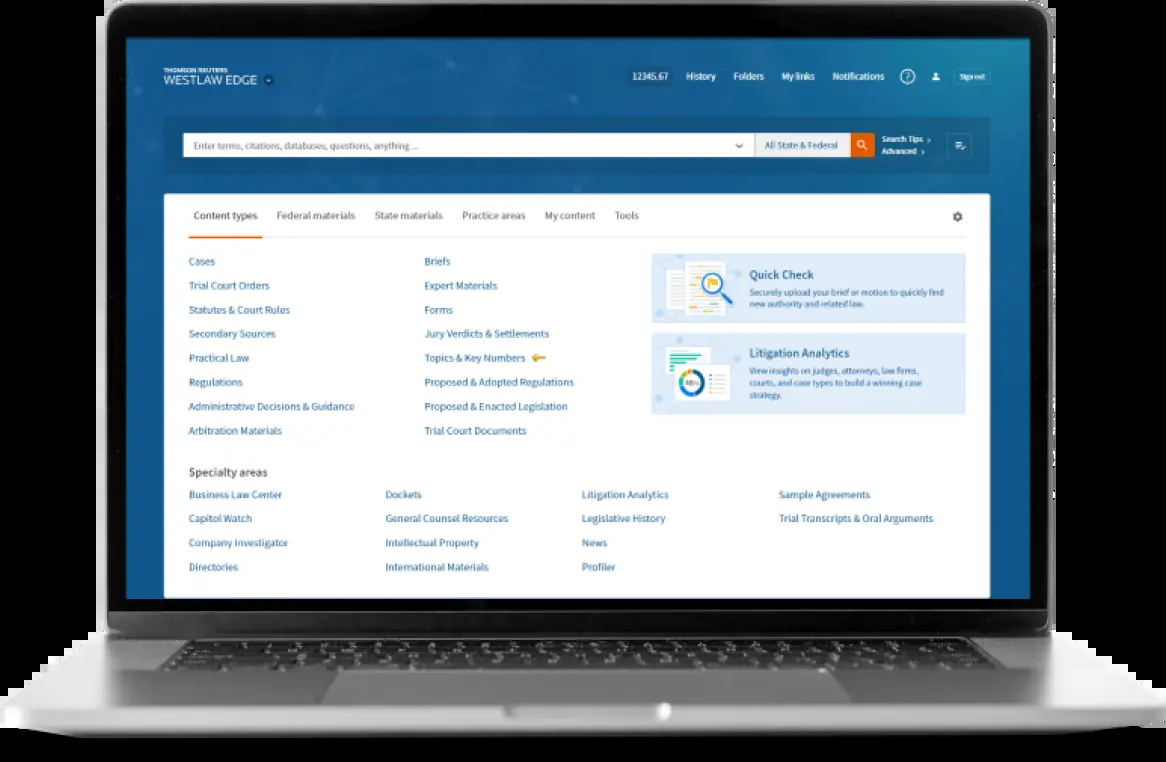 THOMSON REUTERS
WESTLAW EDGE
12345.67 History Folders My links Notifications ? Sign out
Enter terms, citations, databases, questions, anything ... All State & Federal
Search Tips
Advanced
Content types Federal materials State materials Practice areas My content Tools
Cases
Trial Court Orders
Statutes & Court Rules
Secondary Sources
Practical Law
Regulations
Administrative Decisions & Guidance
Arbitration Materials
Briefs
Expert Materials
Forms
Jury Verdicts & Settlements
Topics & Key Numbers
Proposed & Adopted Regulations
Proposed & Enacted Legislation
Trial Court Documents
Quick Check
Securely upload your brief or motion to quickly find
new authority and related law.
Litigation Analytics
View insights on judges, attorneys, law firms,
courts, and case types to build a winning case
strategy.
Specialty areas
Business Law Center
Capitol Watch
Company Investigator
Directories
Dockets
General Counsel Resources
Intellectual Property
International Materials
Litigation Analytics
Legislative History
News
Profiler
Sample Agreements
Trial Transcripts & Oral Arguments